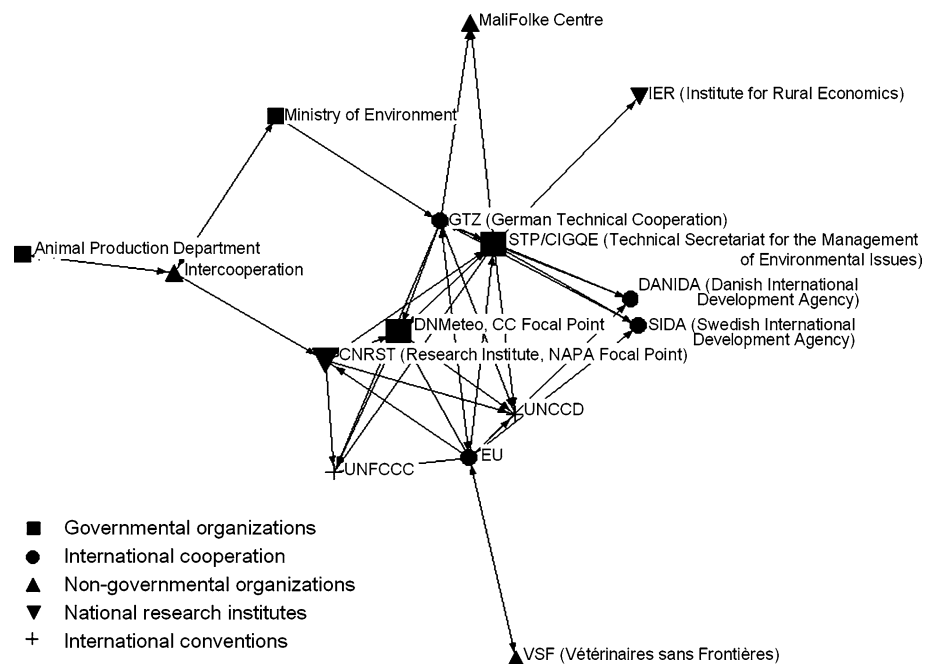 MaliFolke Centre
IER (Institute for Rural Economics)
Ministry of Environment
GTZ (German Technical Cooperation)
STP/CIGQE (Technical Secretariat for the Management
of Environmental Issues)
Animal Production Department
Intercooperation
DANIDA (Danish International
Development Agency)
DNMeteo, CC Focal Point
SIDA (Swedish International
Development Agency)
CNRST (Research Institute, NAPA Focal Point)
UNCCD
EU
UNFCCC
Governmental organizations
International cooperation
Non-governmental organizations
National research institutes
International conventions
VSF (Vétérinaires sans Frontières)